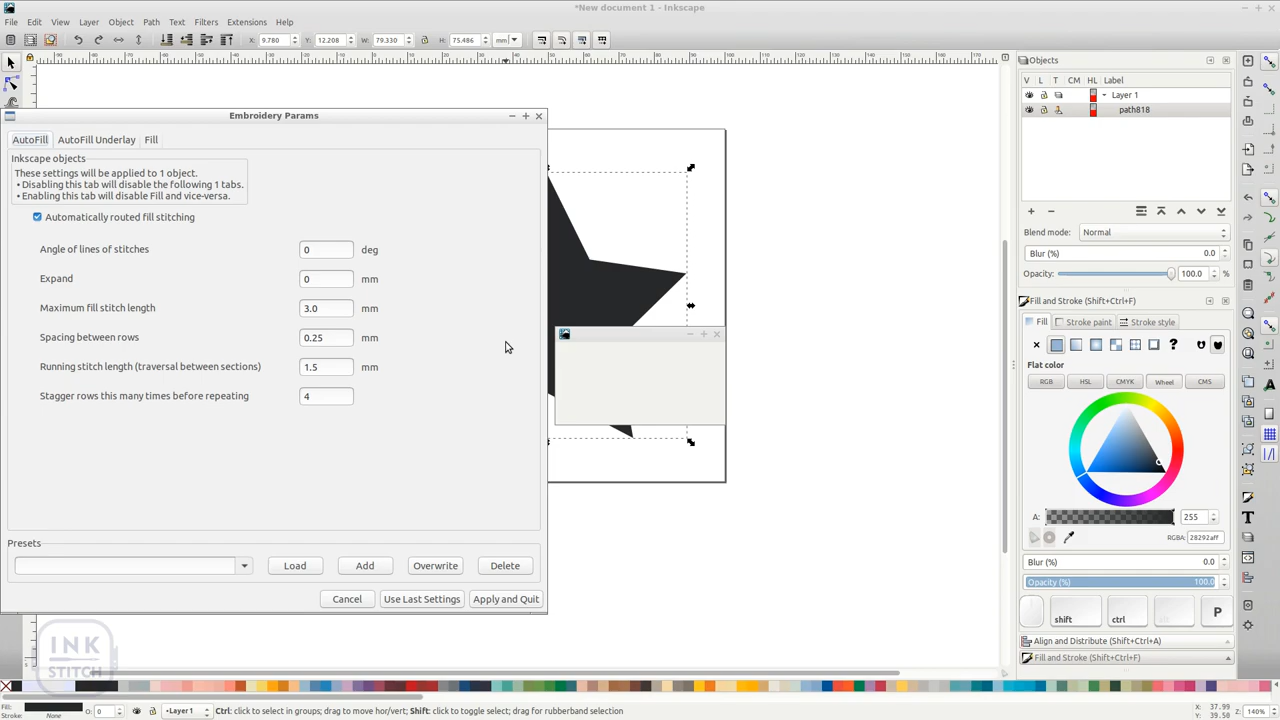 *New document 1 - Inkscape
File Edit View Layer Object Path Text Filters Extensions Help
X: 9.780 Y: 12.208 W: 79.330 H: 75.486 mm
Objects
V L T CM HL Label
Layer 1
path818
Embroidery Params
AutoFill AutoFill Underlay Fill
Inkscape objects
These settings will be applied to 1 object.
• Disabling this tab will disable the following 1 tabs.
• Enabling this tab will disable Fill and vice-versa.
Automatically routed fill stitching
Angle of lines of stitches 0 deg
Expand 0 mm
Maximum fill stitch length 3.0 mm
Spacing between rows 0.25 mm
Running stitch length (traversal between sections) 1.5 mm
Stagger rows this many times before repeating 4
Presets
Load Add Overwrite Delete
Cancel Use Last Settings Apply and Quit
Blend mode: Normal
Blur (%) 0.0
Opacity: 100.0 %
Fill and Stroke (Shift+Ctrl+F)
Fill Stroke paint Stroke style
?
Flat color
RGB HSL CMYK Wheel CMS
A: 255
RGBA: 28292aff
Blur (%) 0.0
Opacity (%) 100.0
shift ctrl alt P
Align and Distribute (Shift+Ctrl+A)
Fill and Stroke (Shift+Ctrl+F)
INK
STITCH
Fill:
Stroke: None
O: 0
•Layer 1
Ctrl: click to select in groups; drag to move hor/vert; Shift: click to toggle select; drag for rubberband selection
X: 37.99
Y: 39.50
Z: 140%